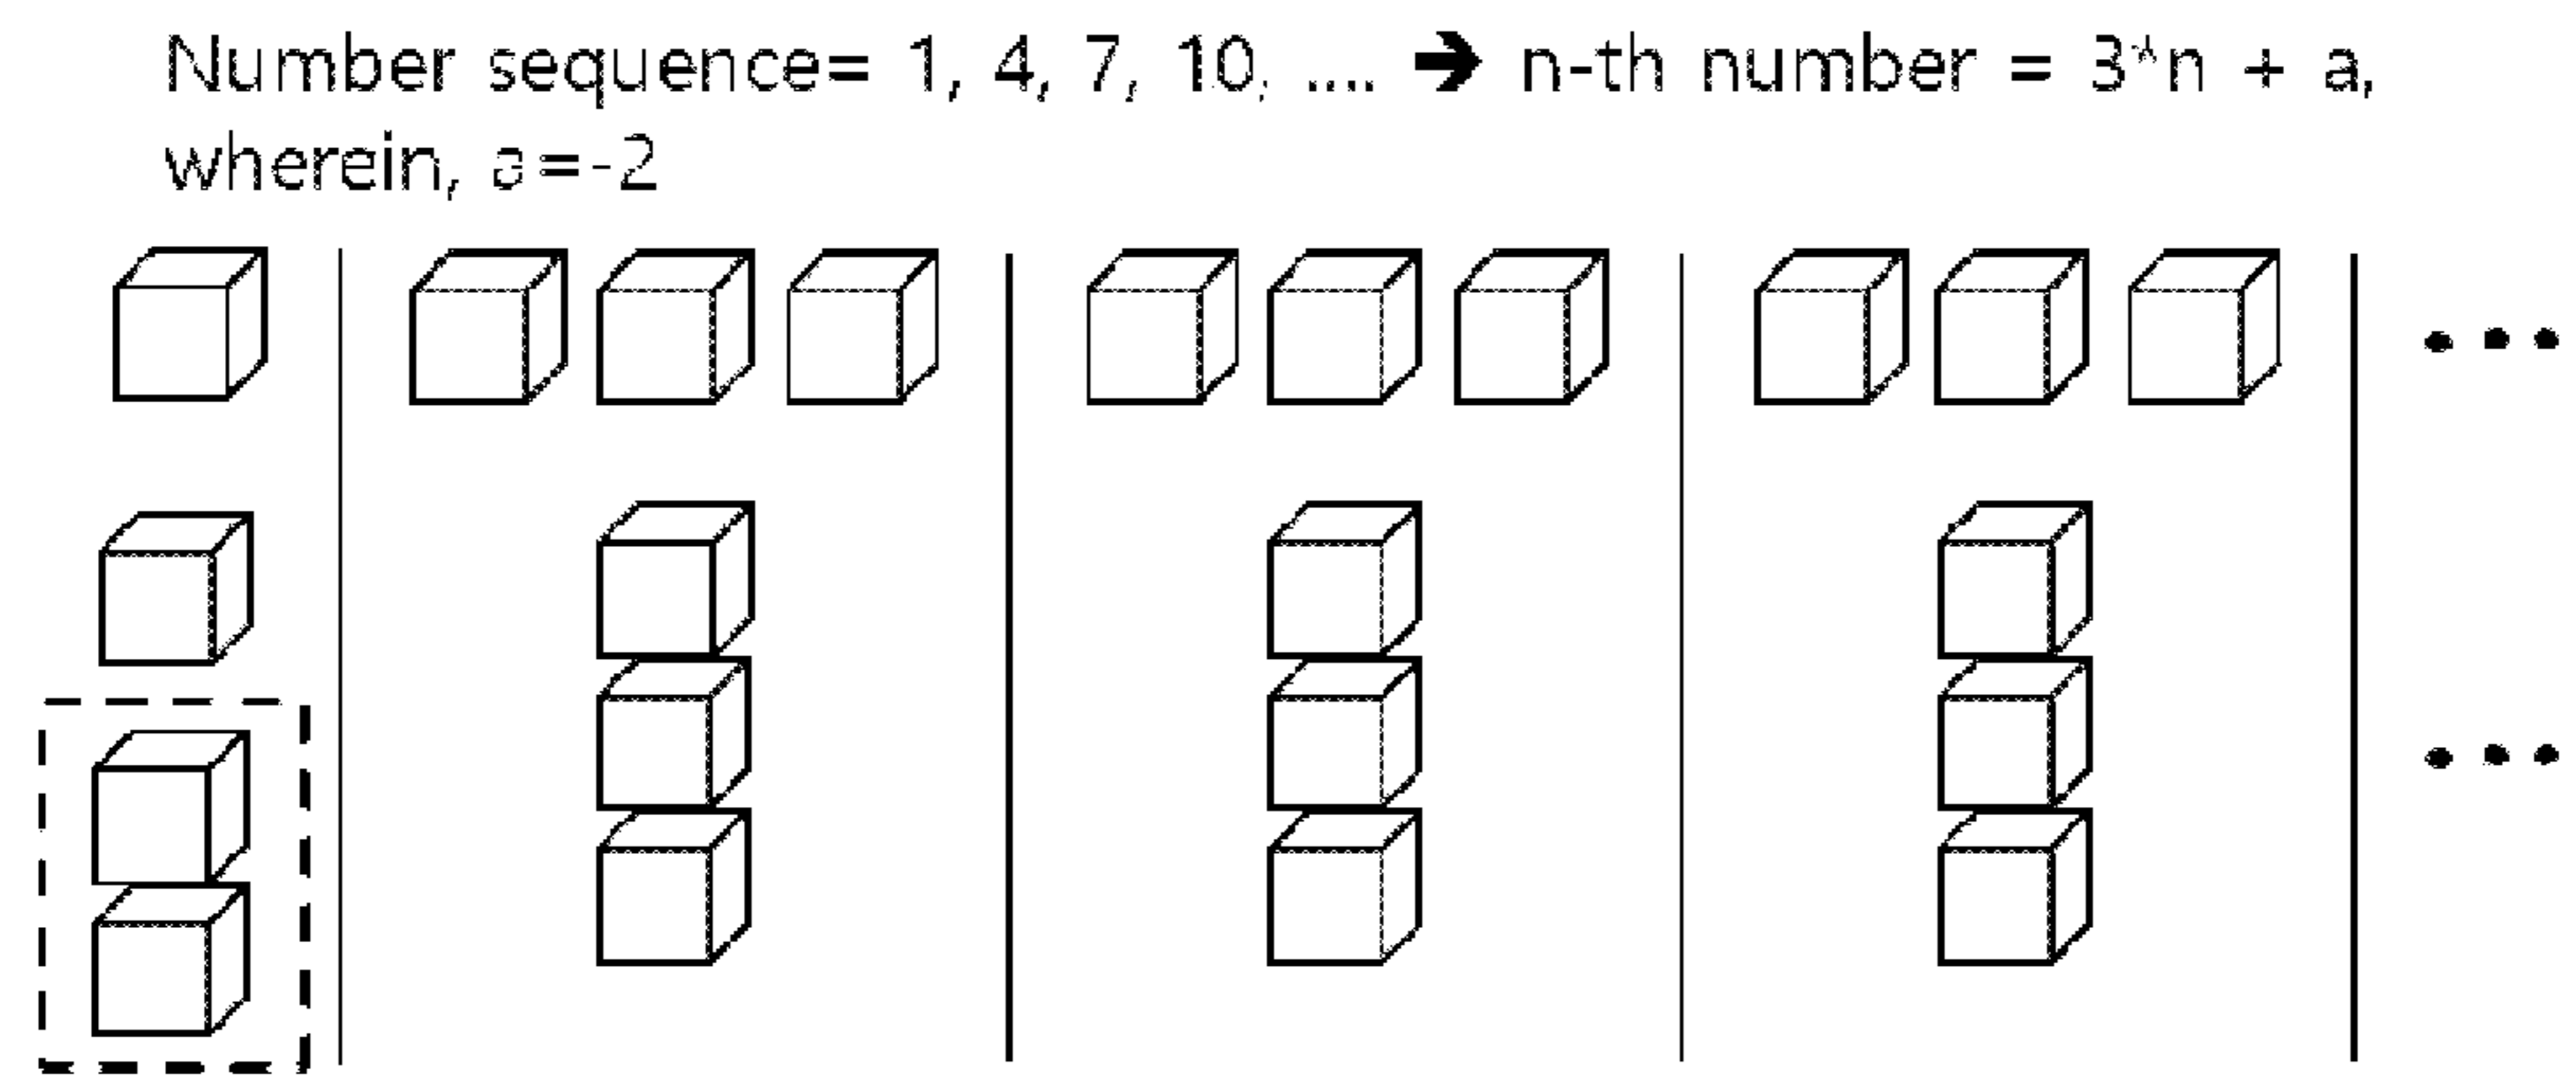 Number sequence= 1, 4, 7, 10, .... ➔ n-th number = 3*n + a,
wherein, a=-2